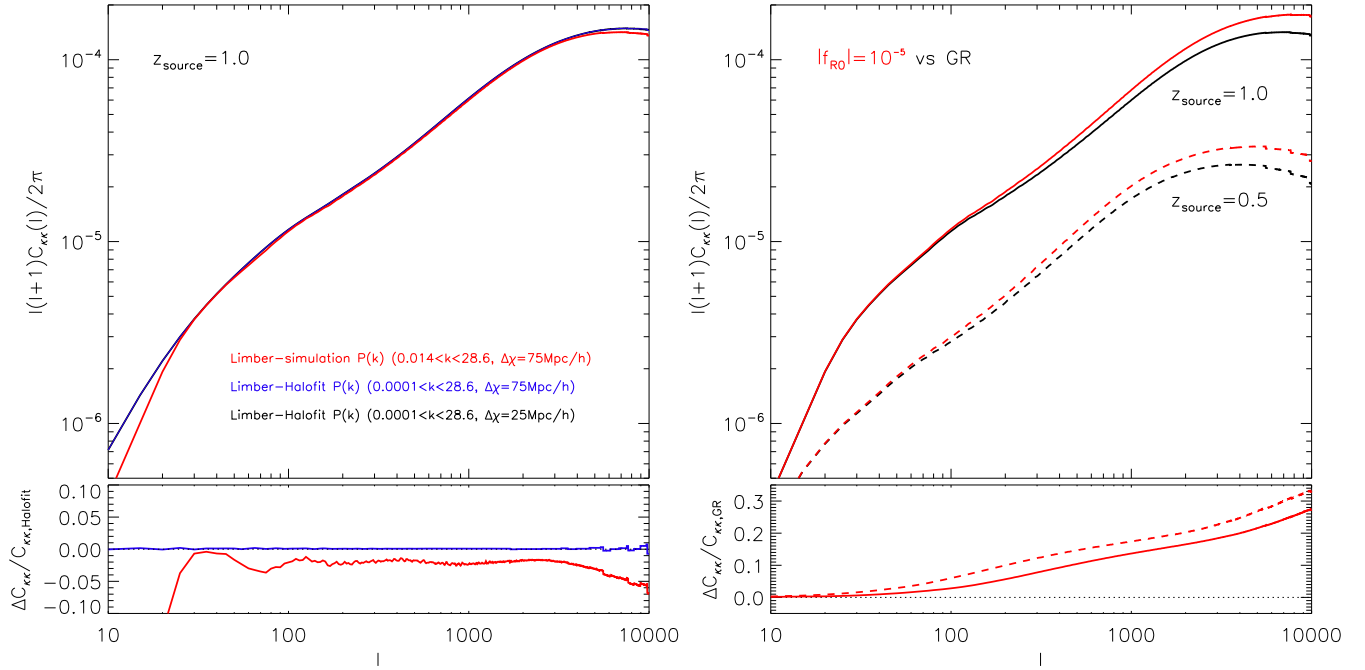 z_source=1.0
10^-4
10^-5
10^-6
l(l+1)C_κκ(l)/2π
Limber-simulation P(k) (0.014<k<28.6, Δχ=75Mpc/h)
Limber-Halofit P(k) (0.0001<k<28.6, Δχ=75Mpc/h)
Limber-Halofit P(k) (0.0001<k<28.6, Δχ=25Mpc/h)
0.10
0.05
0.00
-0.05
-0.10
ΔC_κκ/C_κκ,Halofit
10 100 1000 10000
l
|f_R0|=10^-5 vs GR
z_source=1.0
z_source=0.5
10^-4
10^-5
10^-6
l(l+1)C_κκ(l)/2π
0.3
0.2
0.1
0.0
ΔC_κκ/C_κκ,GR
10 100 1000 10000
l